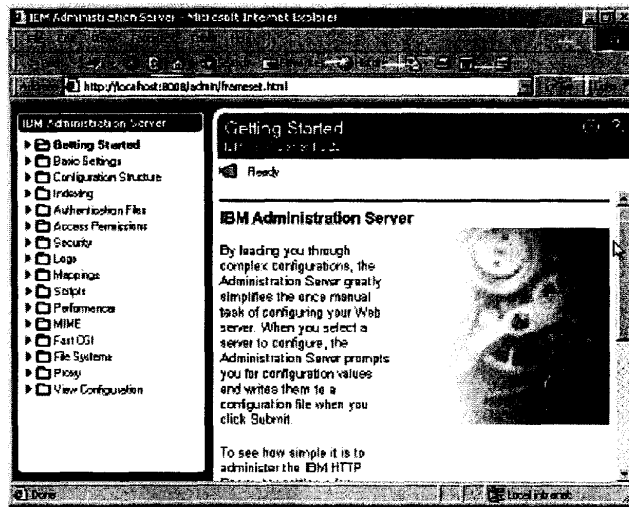 IBM Administration Server - Microsoft Internet Explorer
http://localhost:8008/admin/frameset.html
IBM Administration Server
Getting Started
Basic Settings
Configuration Structure
Indexing
Authentication Files
Access Permissions
Security
Logs
Mappings
Scripts
Performance
MIME
Fast CGI
File Systems
Proxy
View Configuration
Getting Started
Ready
IBM Administration Server
By leading you through
complex configurations, the
Administration Server greatly
simplifies the once manual
task of configuring your Web
server. When you select a
server to configure, the
Administration Server prompts
you for configuration values
and writes them to a
configuration file when you
click Submit.
To see how simple it is to
administer the IBM HTTP
Done
Local intranet